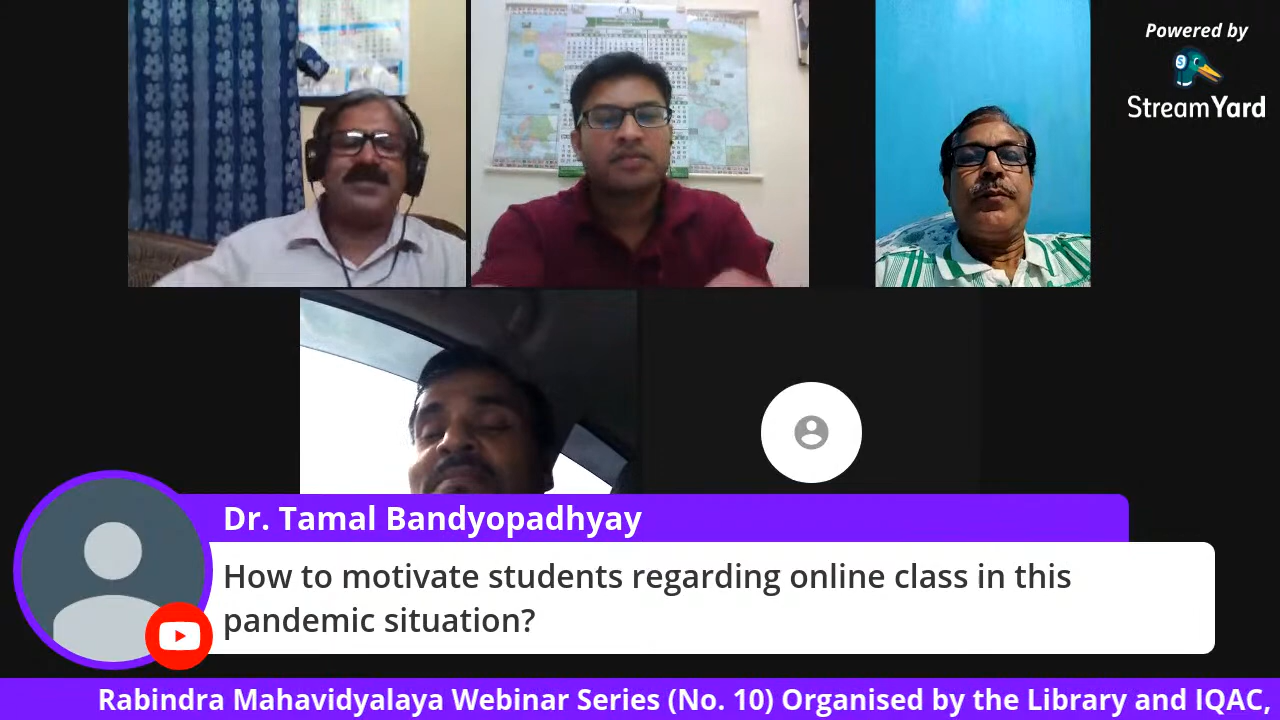 Powered by
StreamYard
Dr. Tamal Bandyopadhyay
How to motivate students regarding online class in this
pandemic situation?
Rabindra Mahavidyalaya Webinar Series (No. 10) Organised by the Library and IQAC,